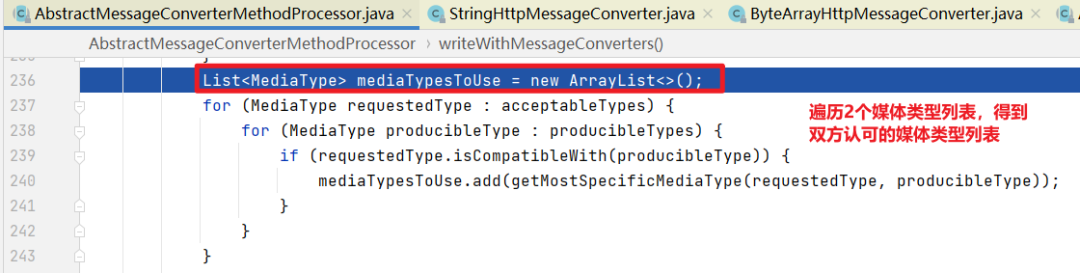 AbstractMessageConverterMethodProcessor.java × StringHttpMessageConverter.java × ByteArrayHttpMessageConverter.java ×
AbstractMessageConverterMethodProcessor › writeWithMessageConverters()
236 List<MediaType> mediaTypesToUse = new ArrayList<>();
237 for (MediaType requestedType : acceptableTypes) {
238 for (MediaType producibleType : producibleTypes) {
239 if (requestedType.isCompatibleWith(producibleType)) {
240 mediaTypesToUse.add(getMostSpecificMediaType(requestedType, producibleType));
241 }
242 }
243 }
遍历2个媒体类型列表，得到
双方认可的媒体类型列表